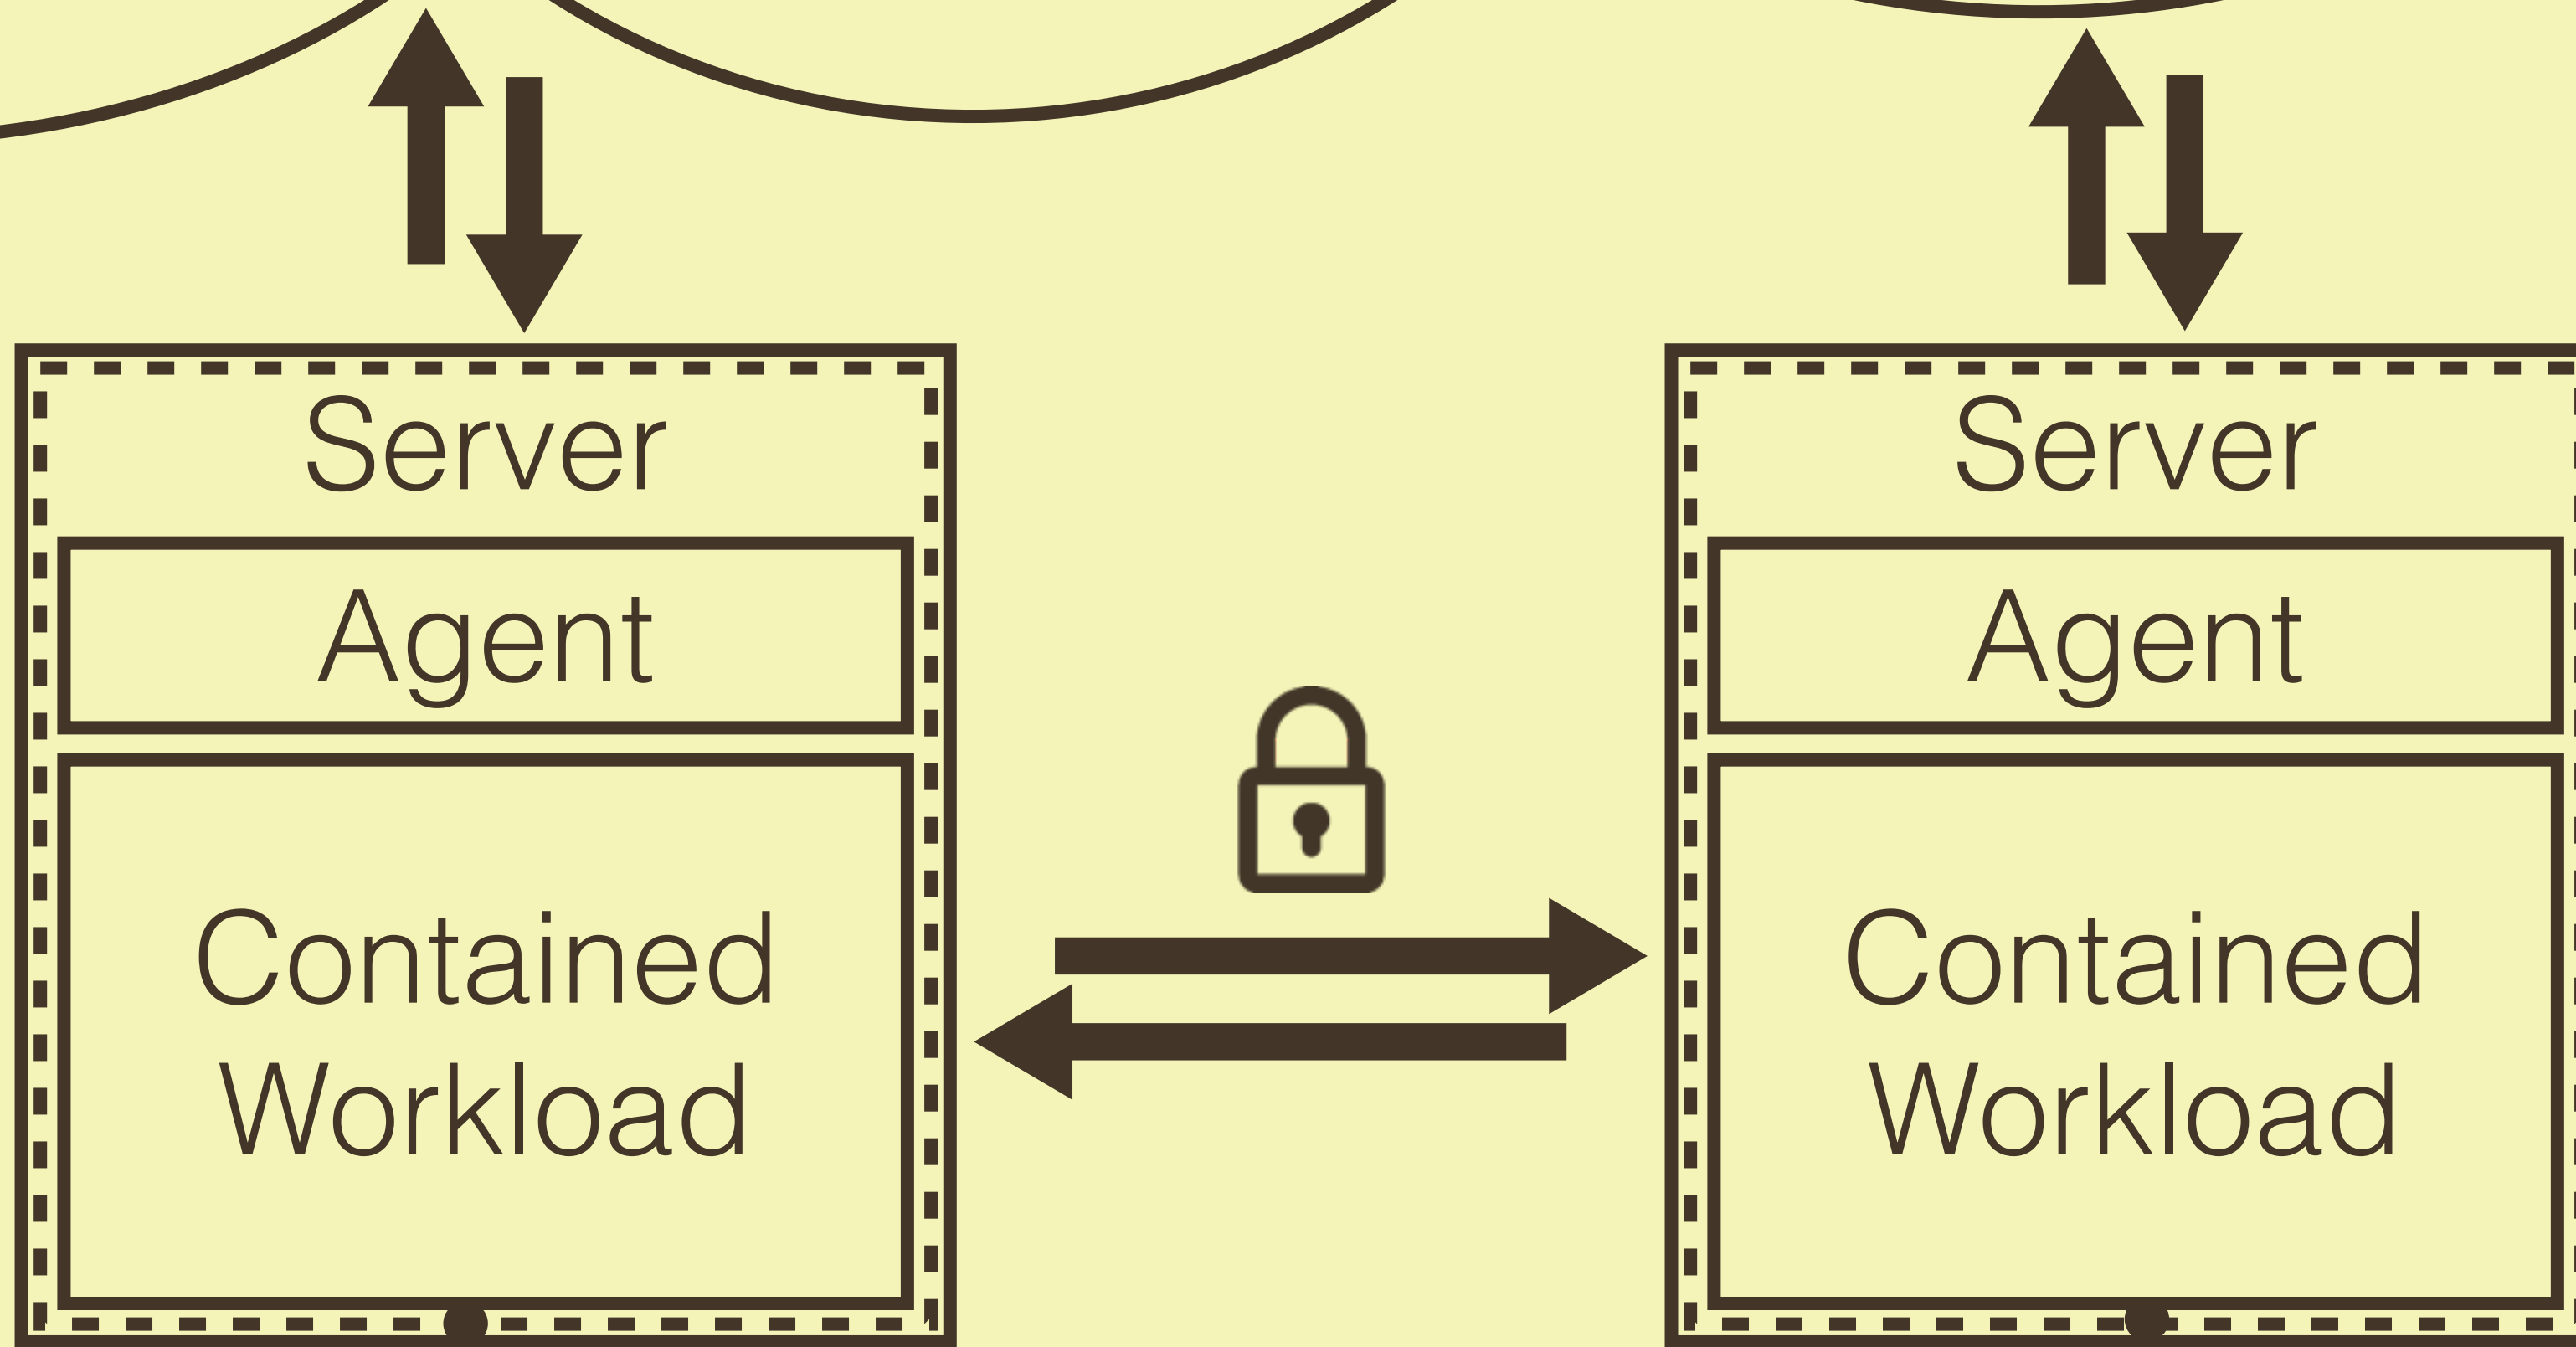 Server
Agent
Contained
Workload
Server
Agent
Contained
Workload